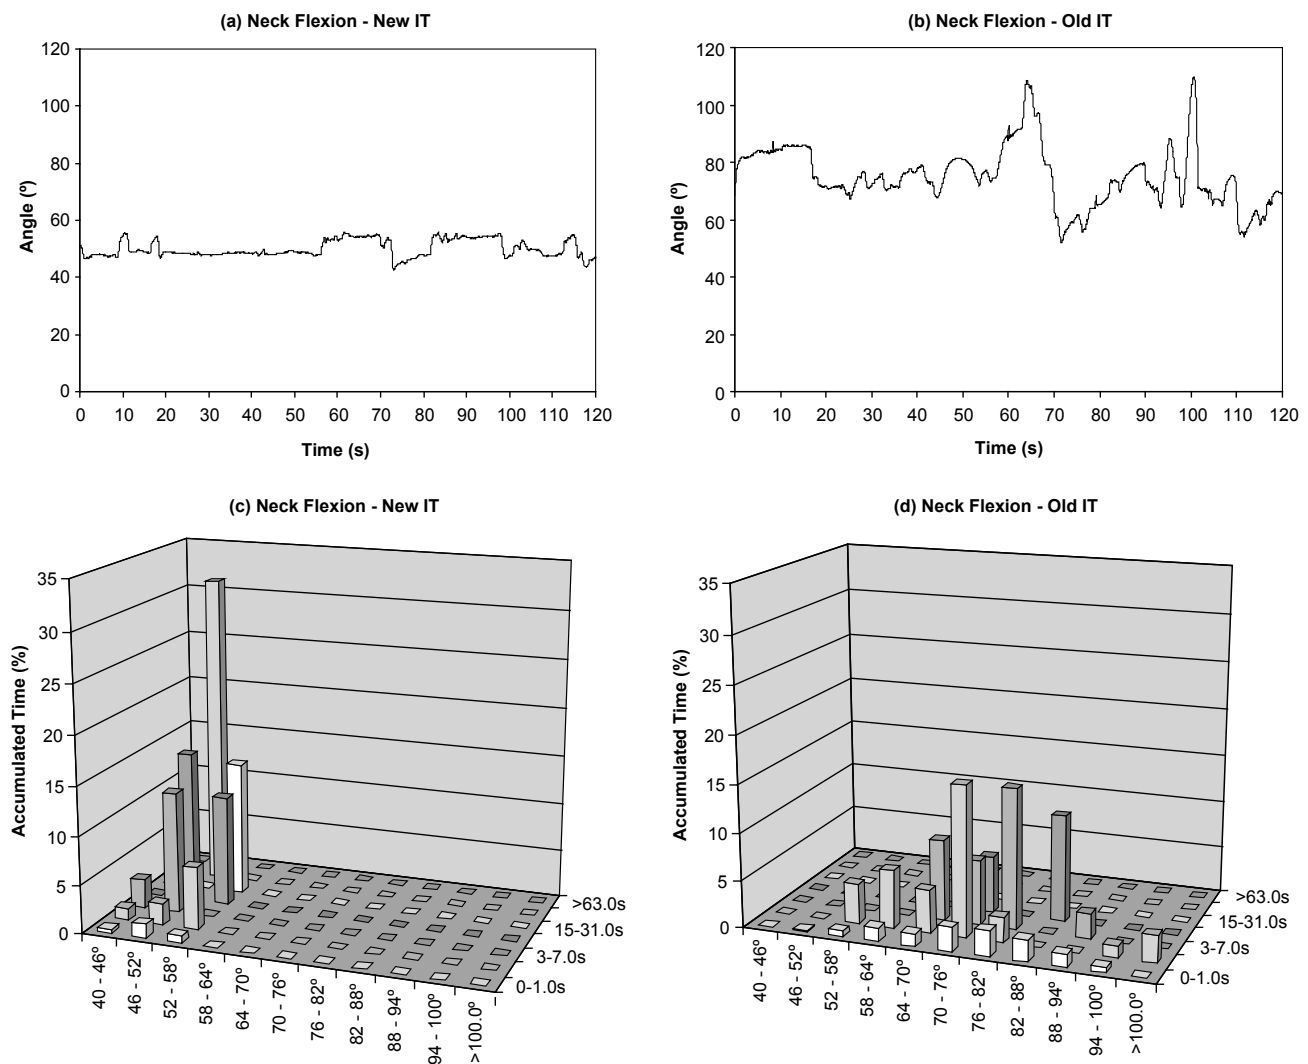 (a) Neck Flexion - New IT
120
100
80
60
40
20
0
Angle (º)
0 10 20 30 40 50 60 70 80 90 100 110 120
Time (s)
(b) Neck Flexion - Old IT
120
100
80
60
40
20
0
Angle (º)
0 10 20 30 40 50 60 70 80 90 100 110 120
Time (s)
(c) Neck Flexion - New IT
35
30
25
20
15
10
5
0
Accumulated Time (%)
40 - 46º
46 - 52º
52 - 58º
58 - 64º
64 - 70º
70 - 76º
76 - 82º
82 - 88º
88 - 94º
94 - 100º
>100.0º
>63.0s
15-31.0s
3-7.0s
0-1.0s
(d) Neck Flexion - Old IT
35
30
25
20
15
10
5
0
Accumulated Time (%)
40 - 46º
46 - 52º
52 - 58º
58 - 64º
64 - 70º
70 - 76º
76 - 82º
82 - 88º
88 - 94º
94 - 100º
>100.0º
>63.0s
15-31.0s
3-7.0s
0-1.0s